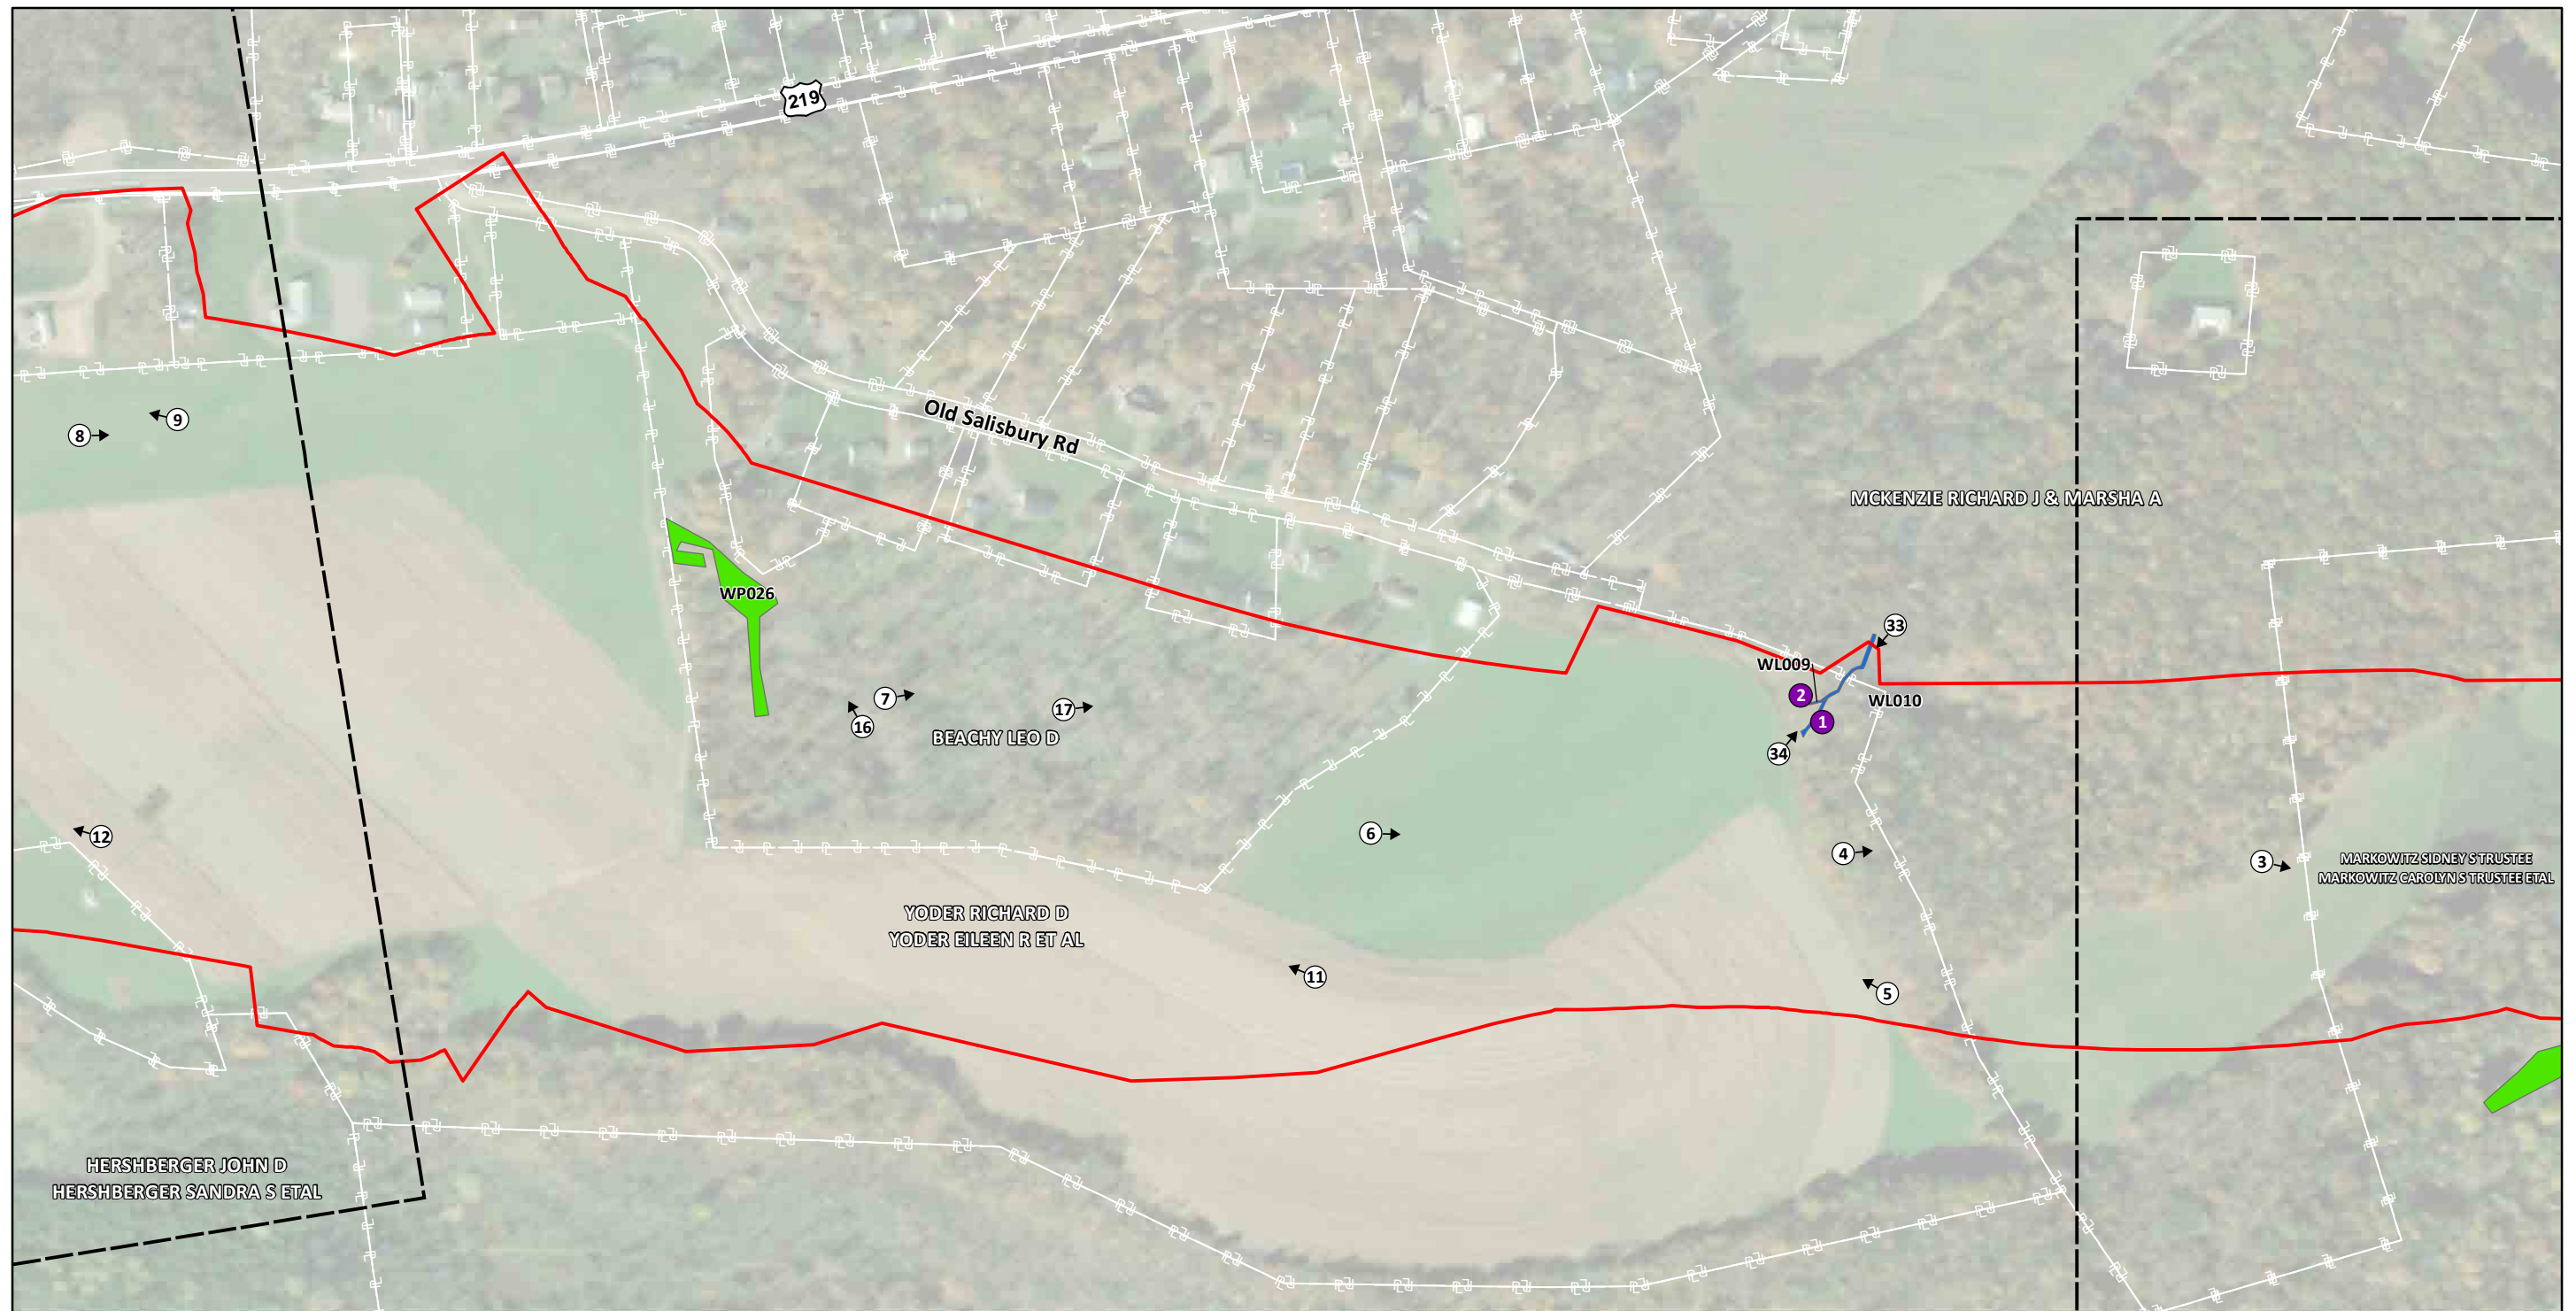 219
Old Salisbury Rd
8
9
MCKENZIE RICHARD J & MARSHA A
WP026
33
WL009
2
WL010
1
7
17
16
BEACHY LEO D
34
12
6
4
3
MARKOWITZ SIDNEY S TRUSTEE
MARKOWITZ CAROLYN S TRUSTEE ETAL
YODER RICHARD D
YODER EILEEN R ET AL
11
5
HERSHBERGER JOHN D
HERSHBERGER SANDRA S ETAL